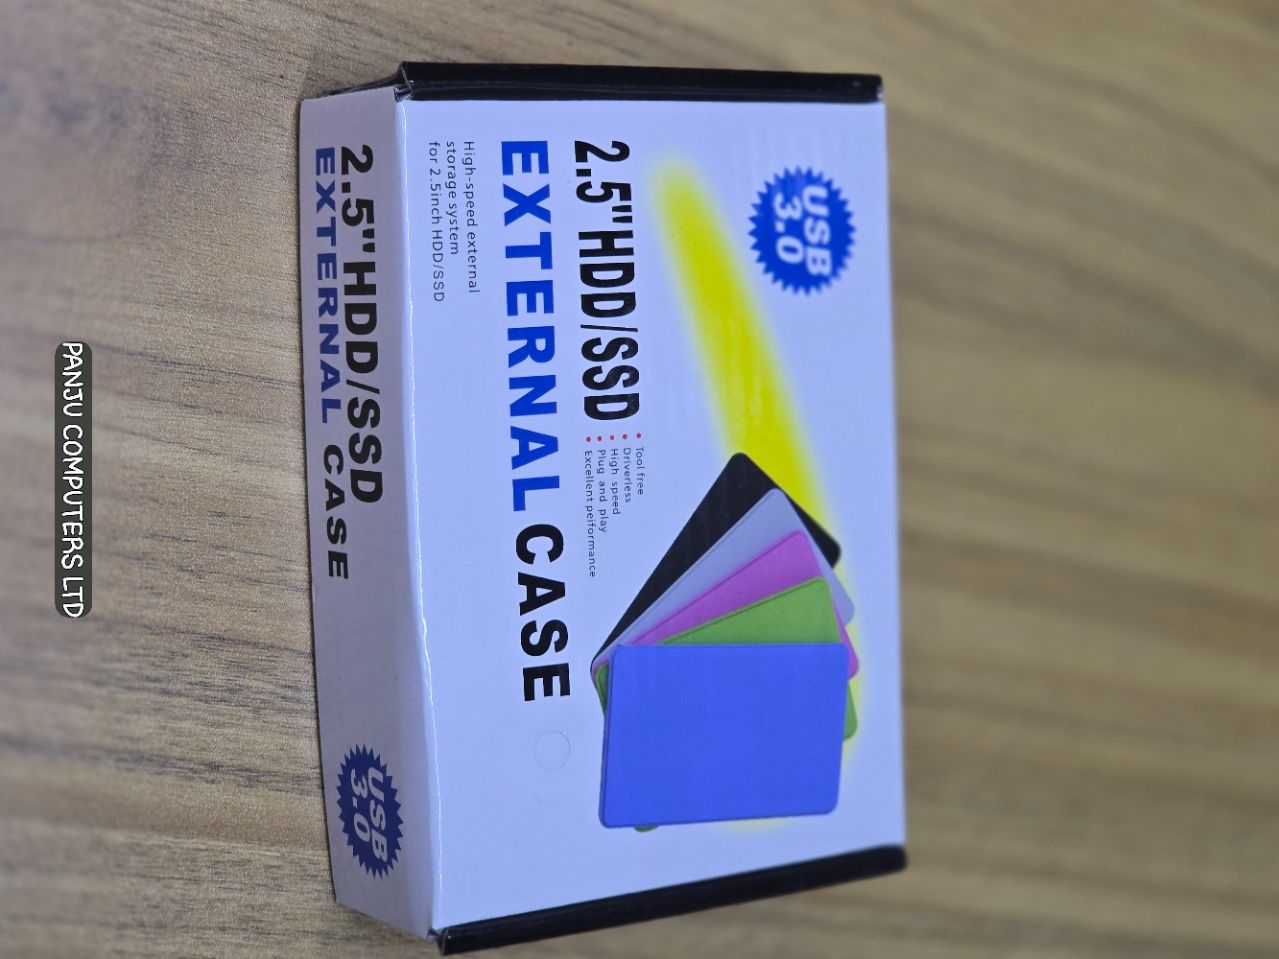 USB
3.0
2.5"HDD/SSD
Tool free
Driverless
High speed
Plug and play
Excellent peiformance
EXTERNAL CASE
High-speed external
storage system
for 2.5inch HDD/SSD
2.5"HDD/SSD
EXTERNAL CASE
USB
3.0
PANJU COMPUTERS LTD